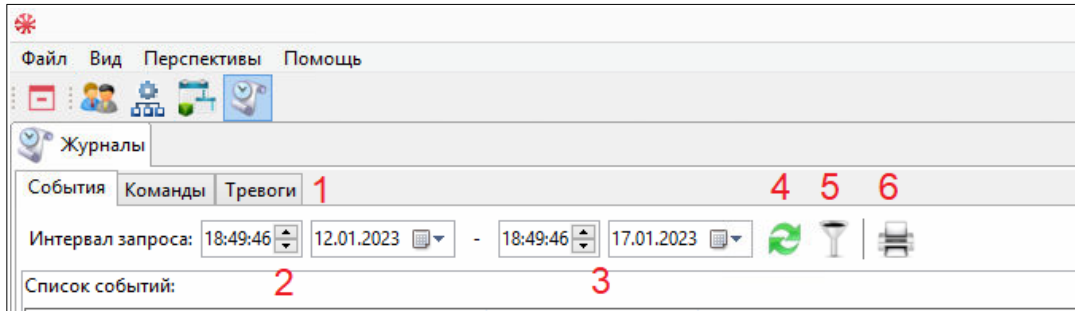 Файл Вид Перспективы Помощь
Журналы
События Команды Тревоги 1 4 5 6
Интервал запроса: 18:49:46 12.01.2023 - 18:49:46 17.01.2023
2 3
Список событий: